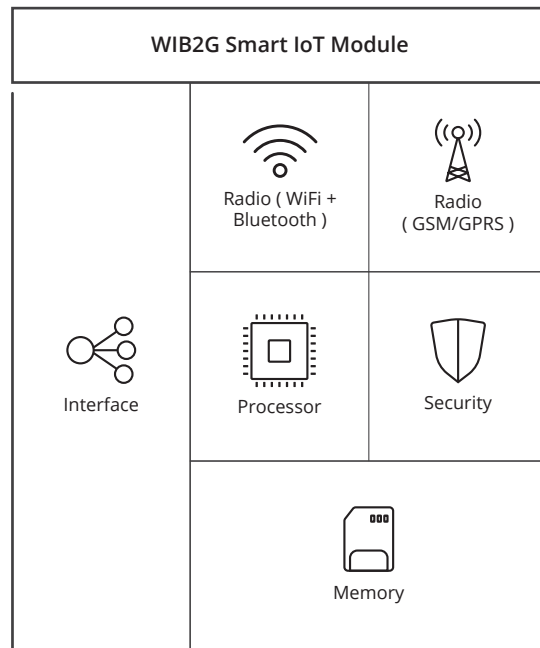 WIB2G Smart IoT Module
Radio ( WiFi +
Bluetooth )
Radio
( GSM/GPRS )
Interface
Processor
Security
Memory